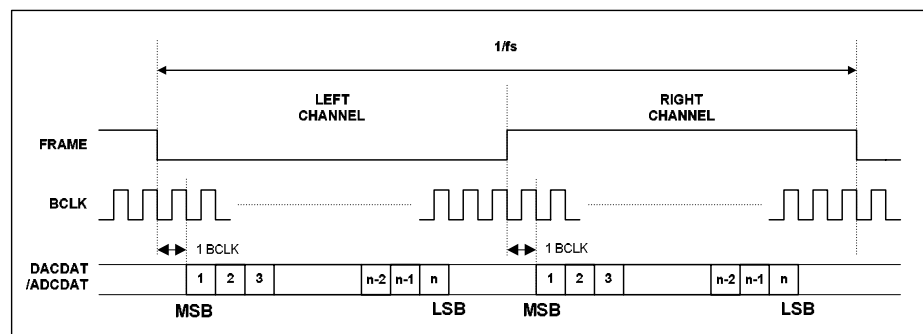 1/fs
LEFT
CHANNEL
RIGHT
CHANNEL
FRAME
BCLK
1 BCLK
1 BCLK
DACDAT
/ADCDAT
1 2 3 n-2 n-1 n 1 2 3 n-2 n-1 n
MSB LSB MSB LSB